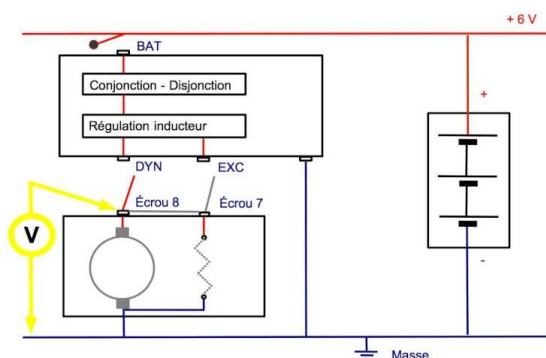 + 6 V
BAT
Conjonction - Disjonction
+
Régulation inducteur
DYN
EXC
Écrou 8
Écrou 7
V
-
Masse